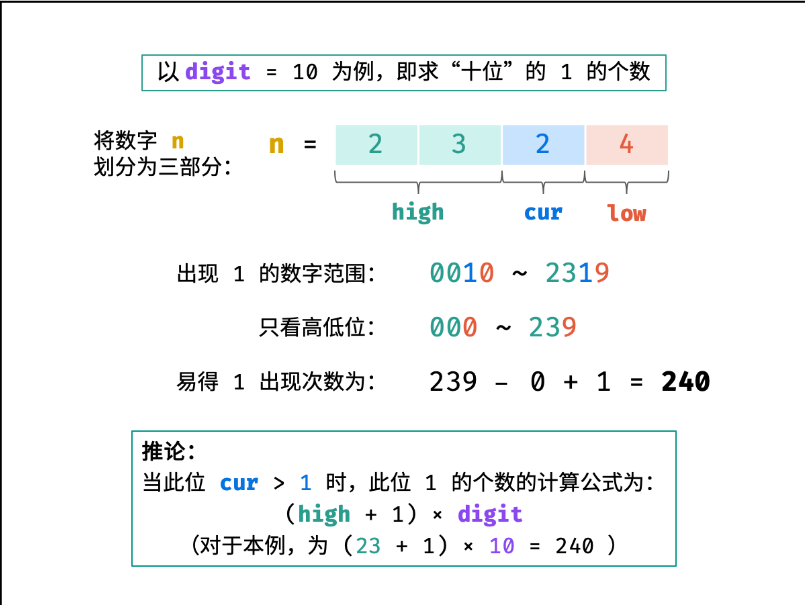 以 digit = 10 为例，即求“十位”的 1 的个数
将数字 n
划分为三部分：
n = 2 3 2 4
high cur low
出现 1 的数字范围： 0010 ~ 2319
只看高低位： 000 ~ 239
易得 1 出现次数为： 239 - 0 + 1 = 240
推论：
当此位 cur > 1 时，此位 1 的个数的计算公式为：
(high + 1) × digit
（对于本例，为 (23 + 1) × 10 = 240 ）